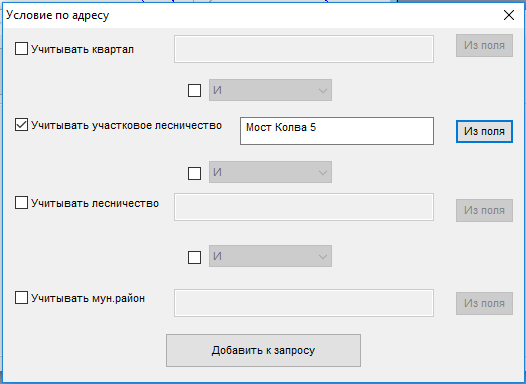 Условие по адресу
Учитывать квартал
Из поля
И
Учитывать участковое лесничество
Мост Колва 5
Из поля
И
Учитывать лесничество
Из поля
И
Учитывать мун.район
Из поля
Добавить к запросу